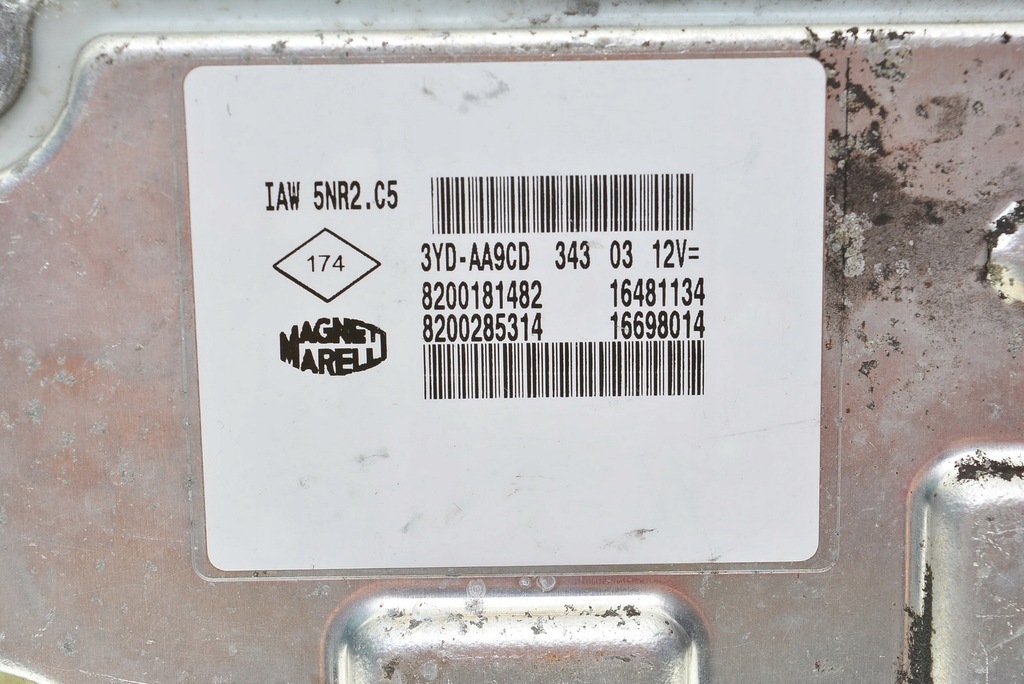 IAW 5NR2.C5
174
MAGNETI
MARELLI
3YD-AA9CD 343 03 12V=
8200181482 16481134
8200285314 16698014